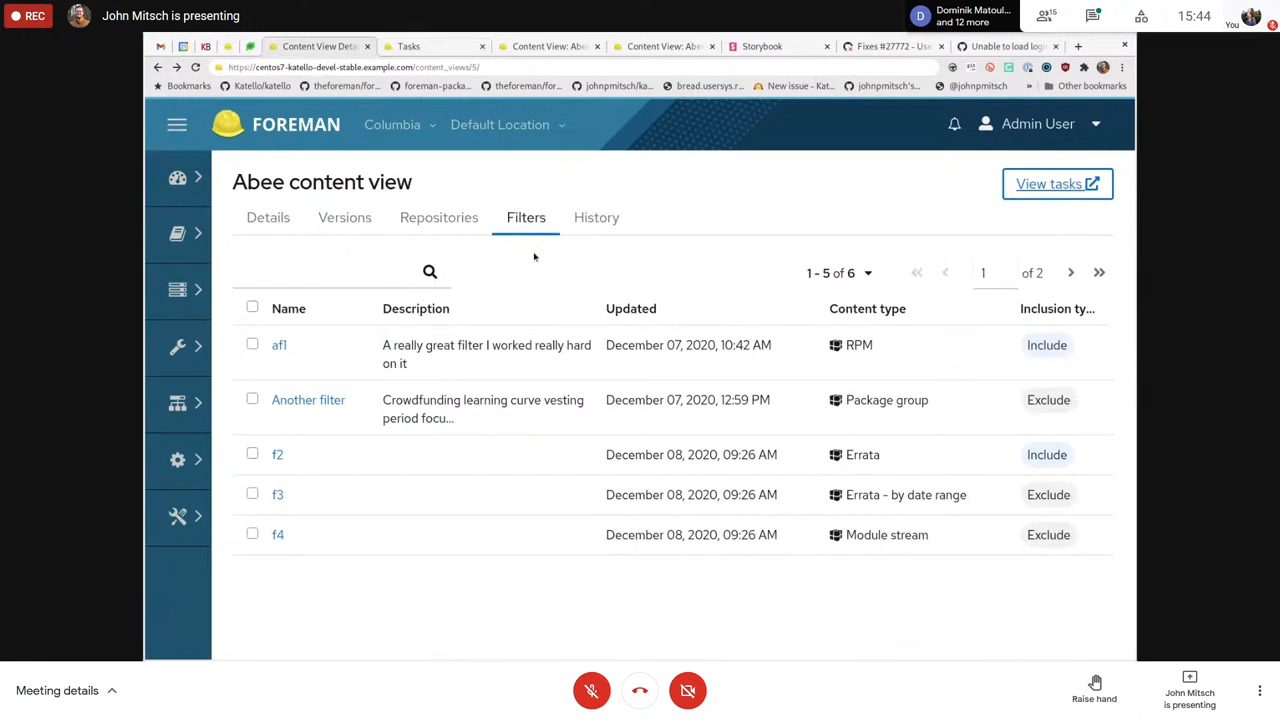 REC
John Mitsch is presenting
D
Dominik Matoul...
and 12 more
15
15:44
You
Content View Deta
Tasks
Content View: Abe
Content View: Abe
Storybook
Fixes #27772 - Use
Unable to load logi
https://centos7-katello-devel-stable.example.com/content_views/5/
Bookmarks
Katello/katello
theforeman/for...
foreman-packa...
theforeman/for...
johnpmitsch/ka...
bread.usersys.r...
New issue - Kat...
johnpmitsch's...
@johnpmitsch
»
Other bookmarks
FOREMAN
Columbia
Default Location
Admin User
Abee content view
View tasks
Details
Versions
Repositories
Filters
History
1 - 5 of 6
1
of 2
Name
Description
Updated
Content type
Inclusion ty...
af1
A really great filter I worked really hard
on it
December 07, 2020, 10:42 AM
RPM
Include
Another filter
Crowdfunding learning curve vesting
period focu...
December 07, 2020, 12:59 PM
Package group
Exclude
f2
December 08, 2020, 09:26 AM
Errata
Include
f3
December 08, 2020, 09:26 AM
Errata - by date range
Exclude
f4
December 08, 2020, 09:26 AM
Module stream
Exclude
Meeting details
Raise hand
John Mitsch
is presenting